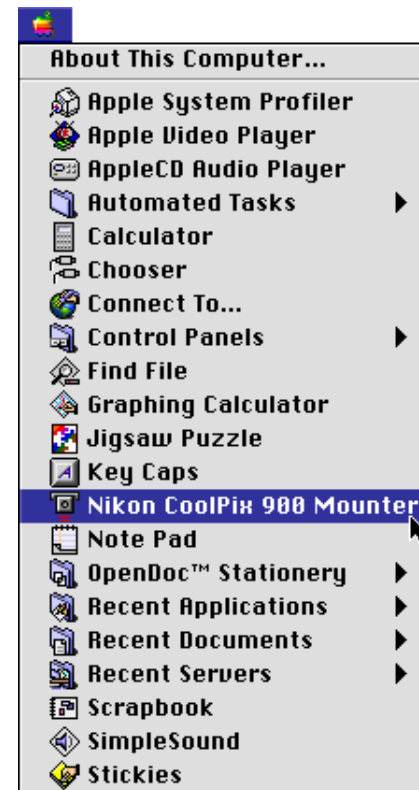 About This Computer...
Apple System Profiler
Apple Video Player
AppleCD Audio Player
Automated Tasks
Calculator
Chooser
Connect To...
Control Panels
Find File
Graphing Calculator
Jigsaw Puzzle
Key Caps
Nikon CoolPix 900 Mounter
Note Pad
OpenDoc™ Stationery
Recent Applications
Recent Documents
Recent Servers
Scrapbook
SimpleSound
Stickies